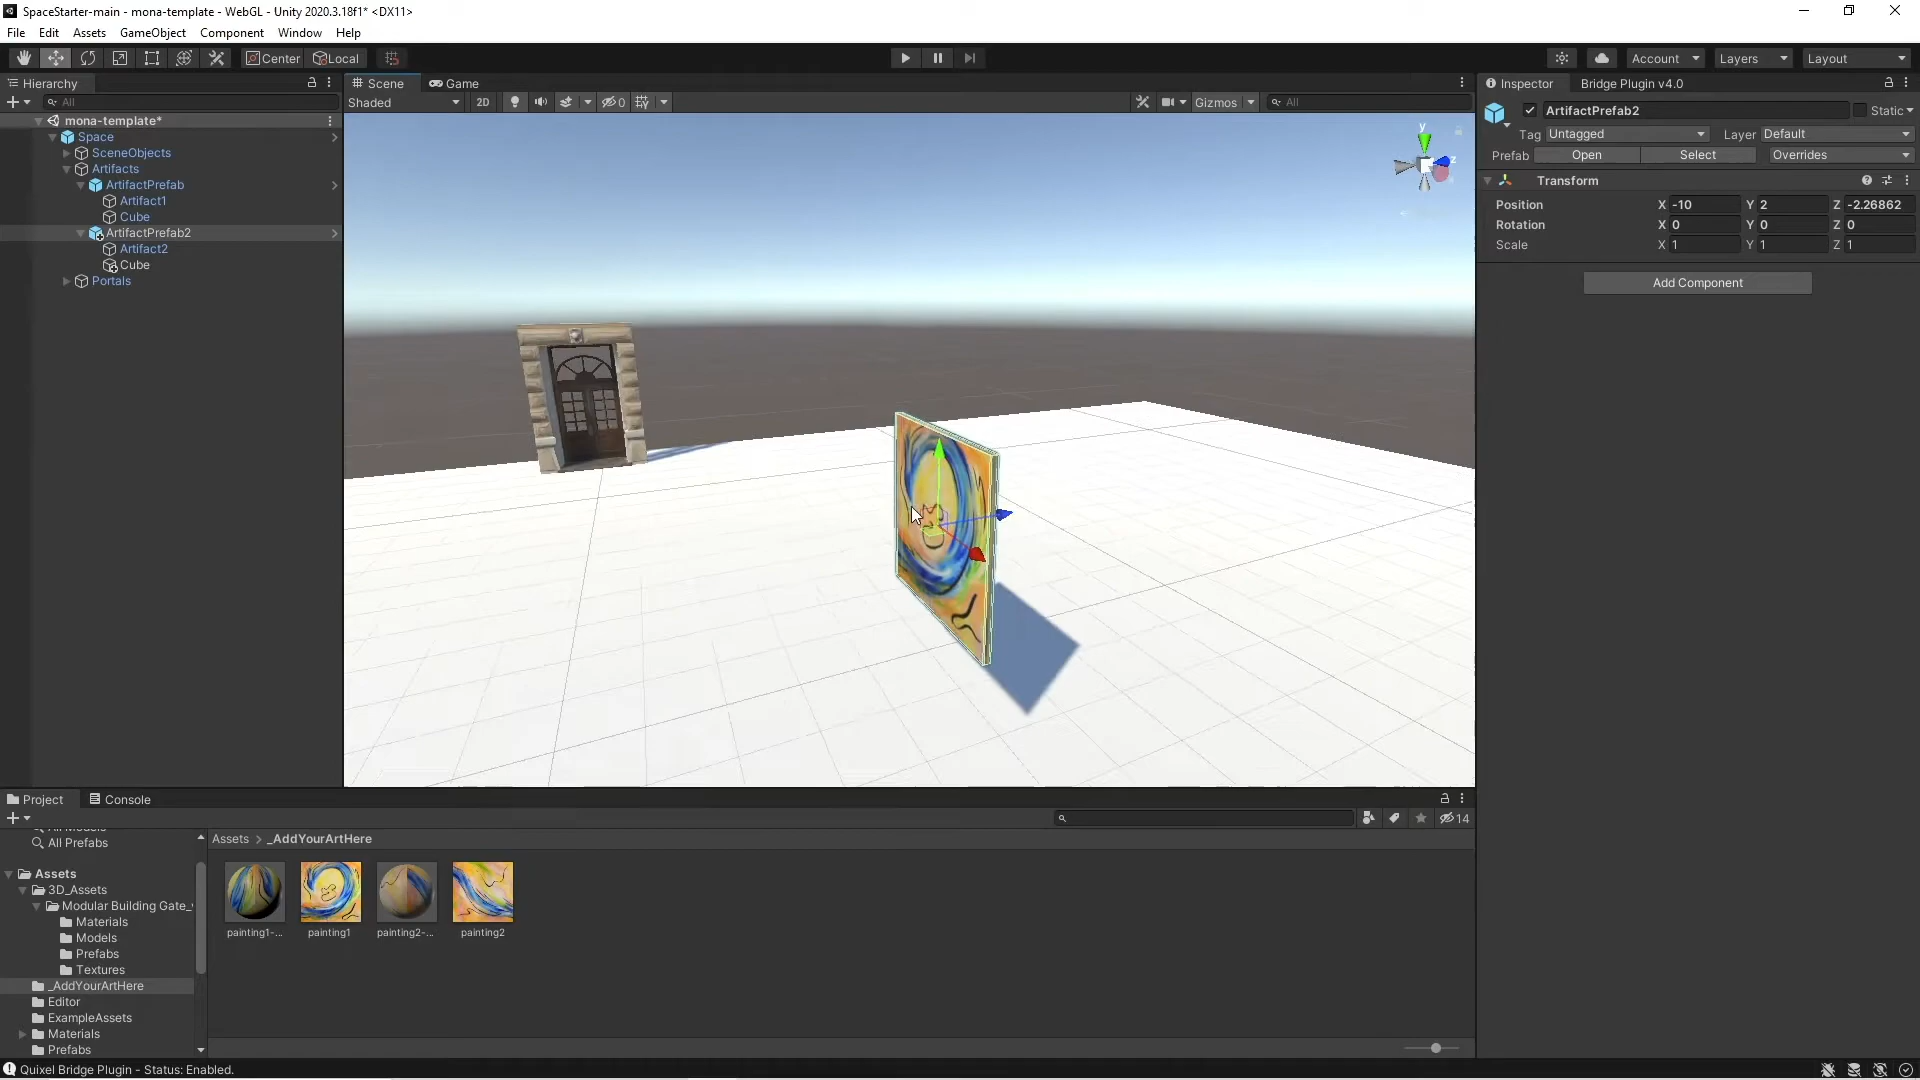 SpaceStarter-main - mona-template - WebGL - Unity 2020.3.18f1* <DX11>
File Edit Assets GameObject Component Window Help
Center Local Account Layers Layout
Hierarchy
All
mona-template*
Space
SceneObjects
Artifacts
ArtifactPrefab
Artifact1
Cube
ArtifactPrefab2
Artifact2
Cube
Portals
Scene Game
Shaded 2D 0 Gizmos All
y
z
Inspector Bridge Plugin v4.0
ArtifactPrefab2 Static
Tag Untagged Layer Default
Prefab Open Select Overrides
Transform
Position X -10 Y 2 Z -2.26862
Rotation X 0 Y 0 Z 0
Scale X 1 Y 1 Z 1
Add Component
Project Console
14
All Models
All Prefabs
Assets
3D_Assets
Modular Building Gate_
Materials
Models
Prefabs
Textures
_AddYourArtHere
Editor
ExampleAssets
Materials
Prefabs
Assets > _AddYourArtHere
painting1-... painting1 painting2-... painting2
Quixel Bridge Plugin - Status: Enabled.